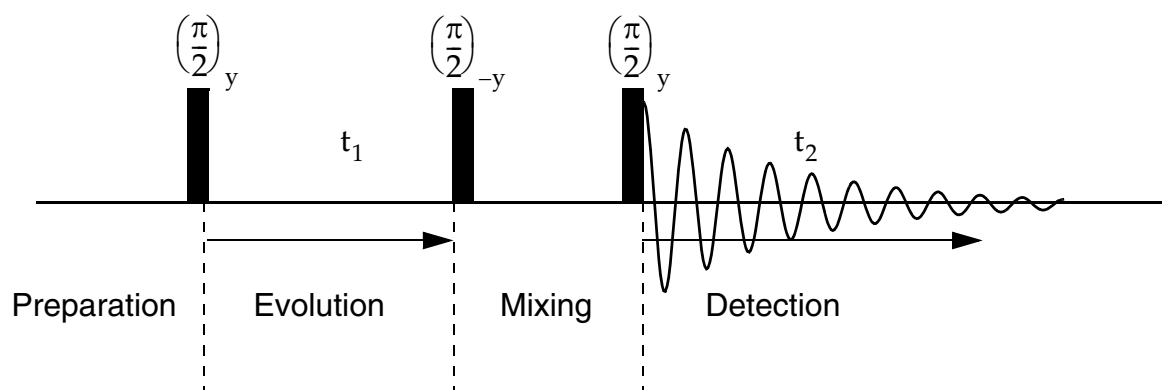 (π/2)y (π/2)–y (π/2)y
t1 t2
Preparation Evolution Mixing Detection